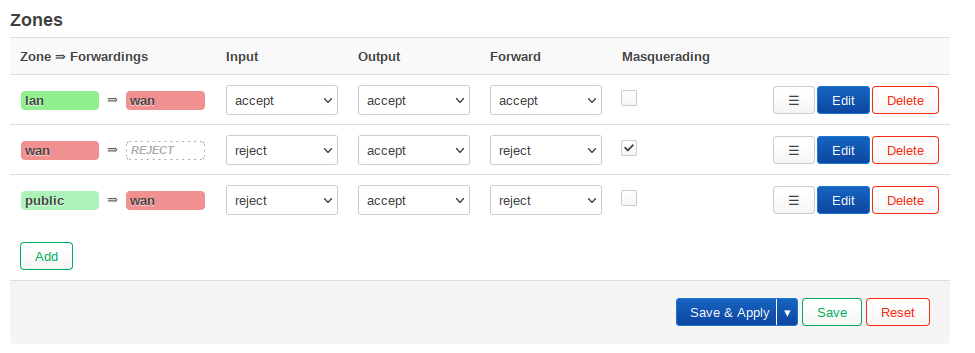 Zones
Zone ⇒ Forwardings Input Output Forward Masquerading
lan ⇒ wan accept accept accept ☰ Edit Delete
wan ⇒ REJECT reject accept reject ☰ Edit Delete
public ⇒ wan reject accept reject ☰ Edit Delete
Add
Save & Apply ▾ Save Reset